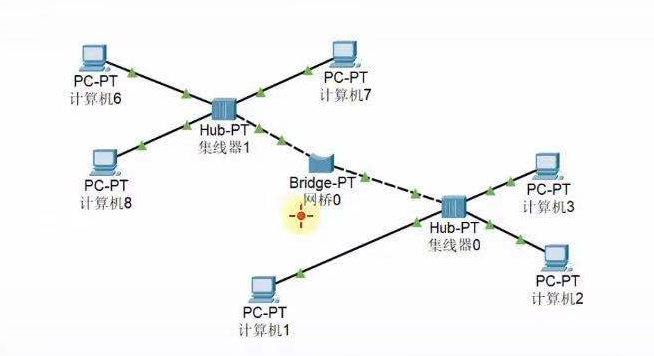 PC-PT
计算机6
PC-PT
计算机7
Hub-PT
集线器1
PC-PT
计算机8
Bridge-PT
网桥0
PC-PT
计算机3
Hub-PT
集线器0
PC-PT
计算机2
PC-PT
计算机1